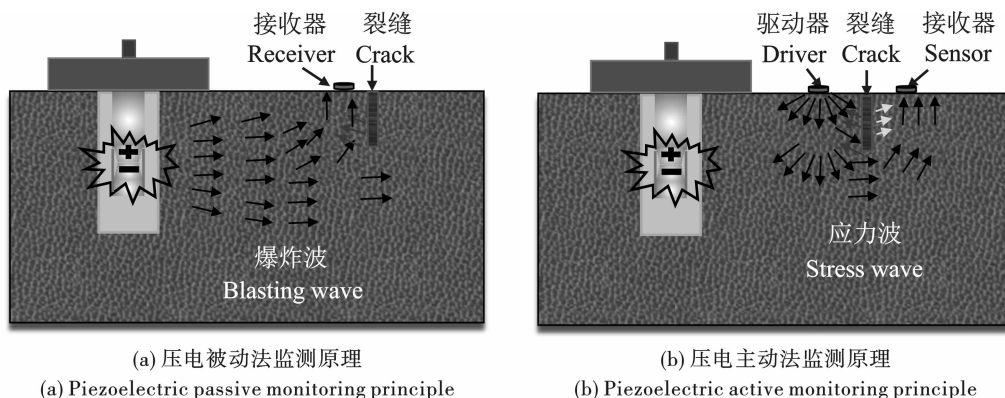 接收器 裂缝
Receiver Crack
爆炸波
Blasting wave
(a) 压电被动法监测原理
(a) Piezoelectric passive monitoring principle
驱动器 裂缝 接收器
Driver Crack Sensor
应力波
Stress wave
(b) 压电主动法监测原理
(b) Piezoelectric active monitoring principle